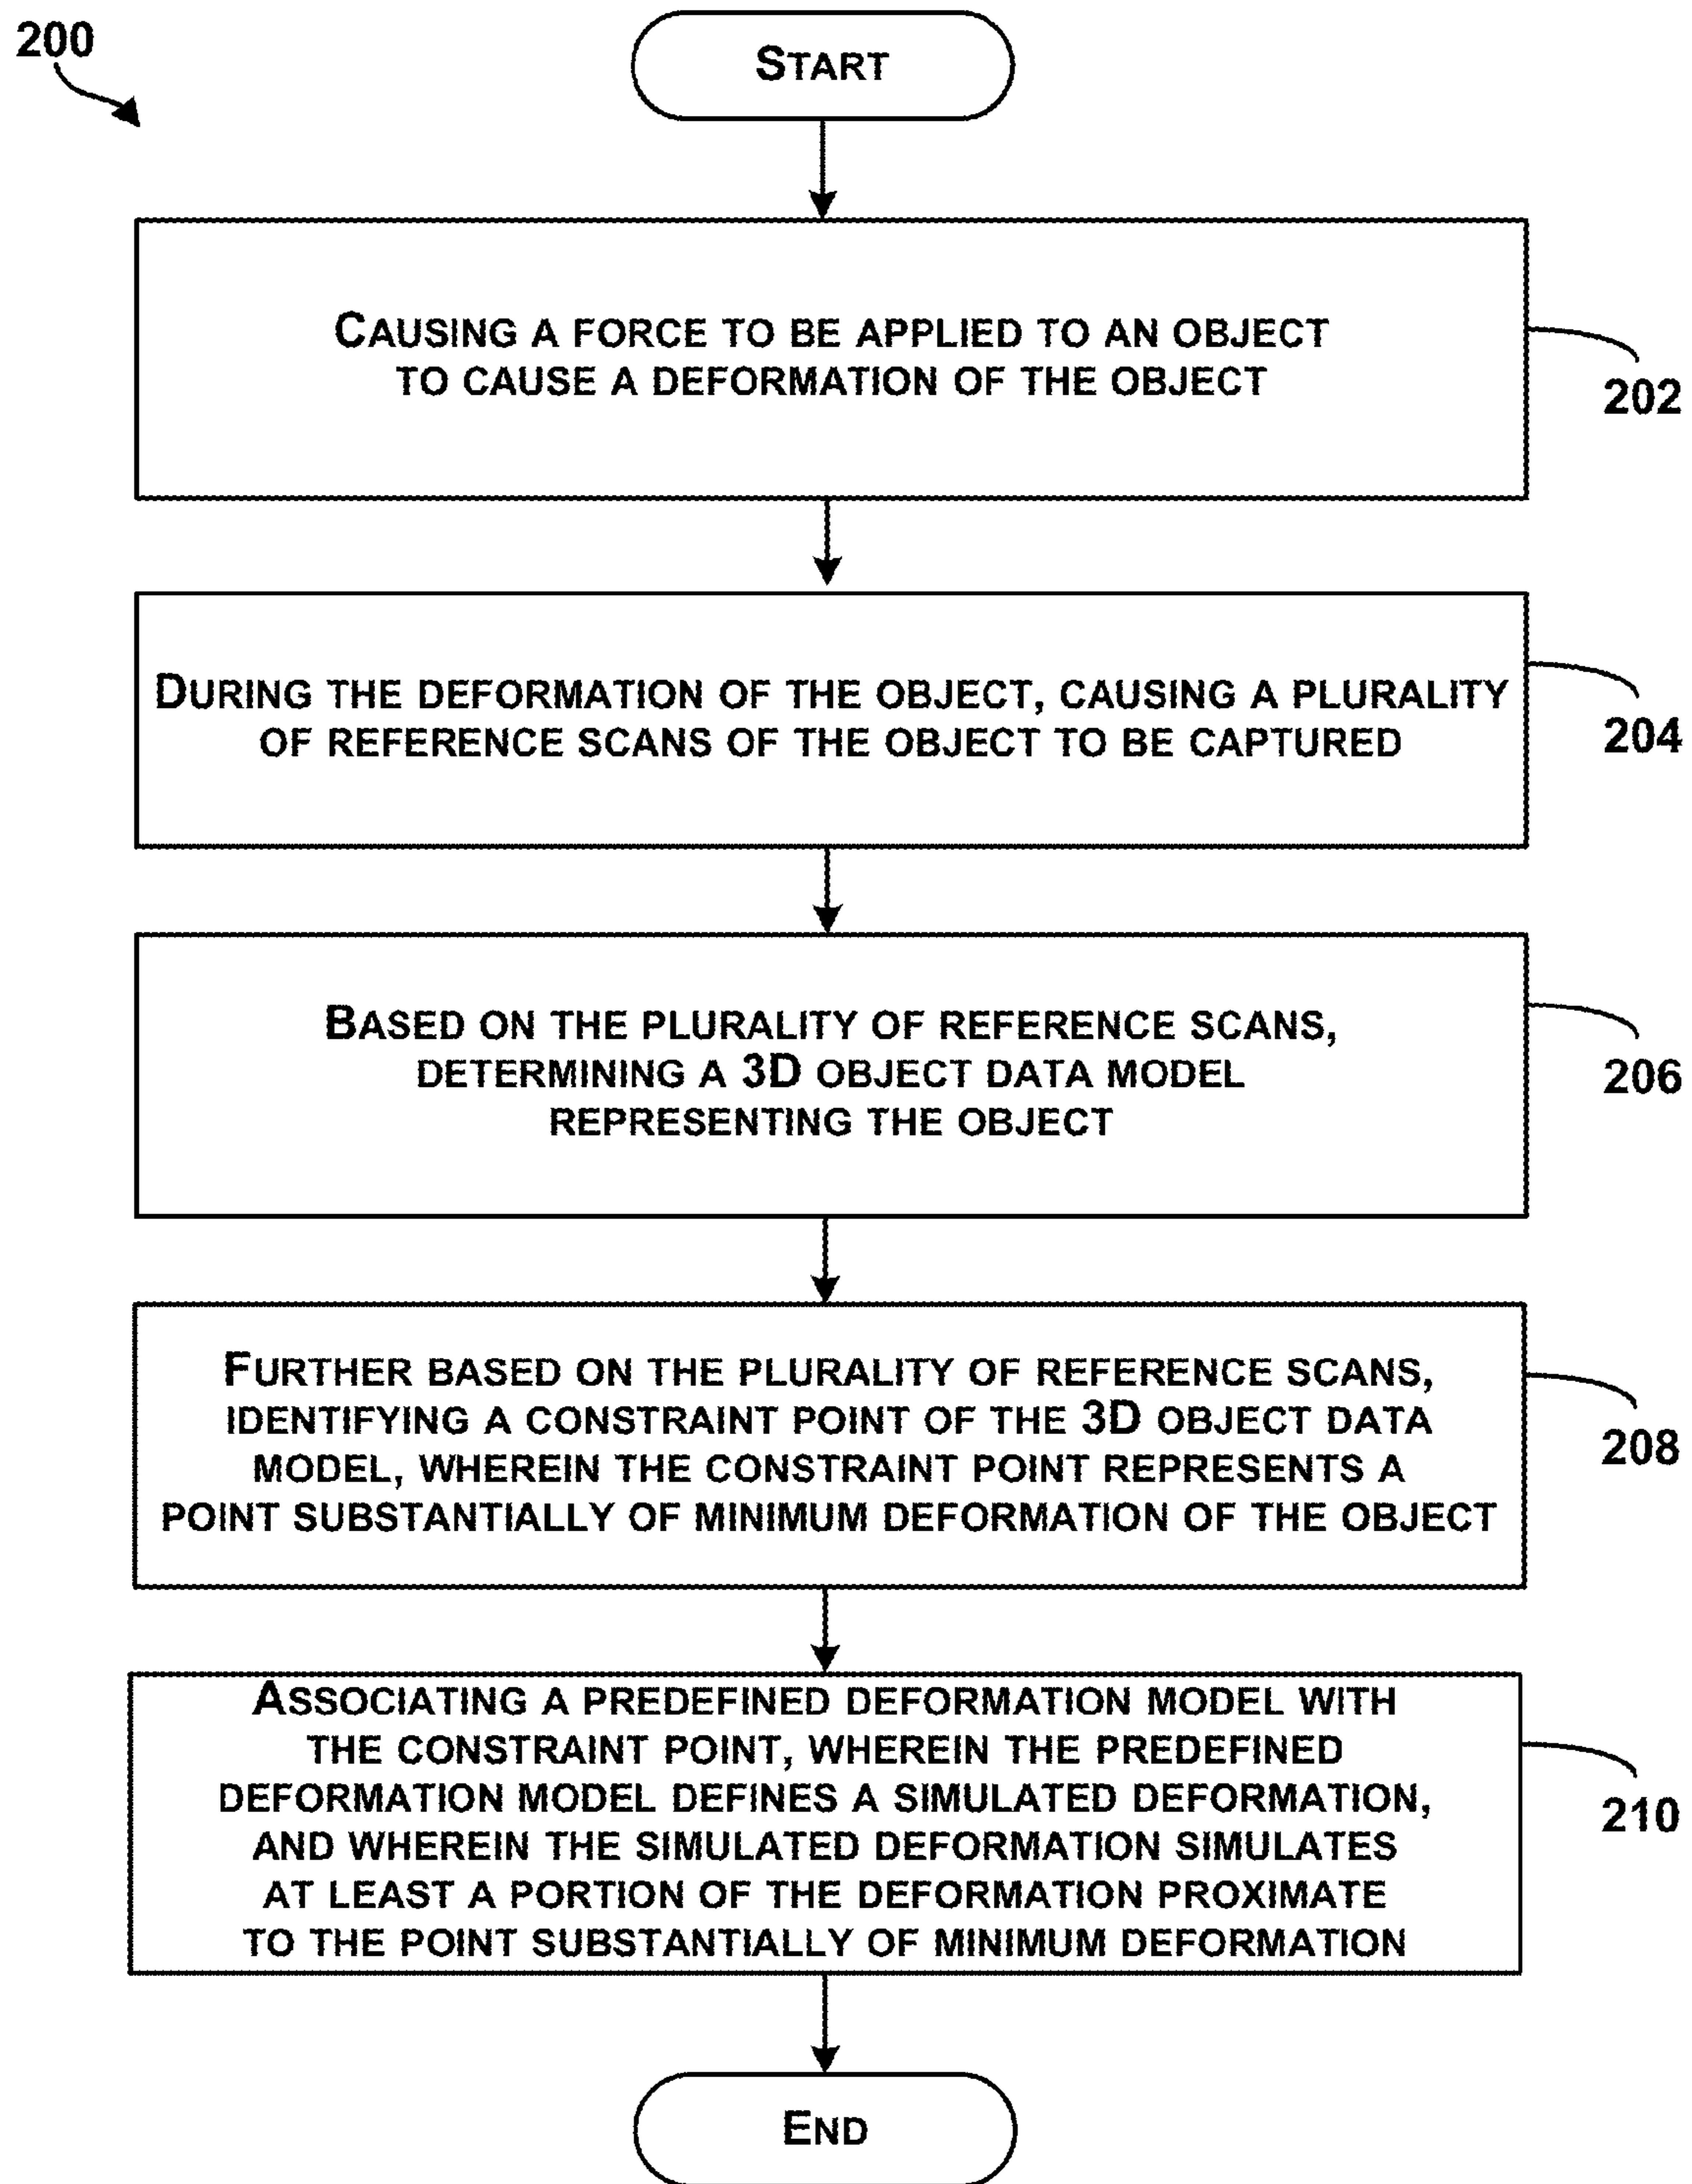 200
START
CAUSING A FORCE TO BE APPLIED TO AN OBJECT
TO CAUSE A DEFORMATION OF THE OBJECT
202
DURING THE DEFORMATION OF THE OBJECT, CAUSING A PLURALITY
OF REFERENCE SCANS OF THE OBJECT TO BE CAPTURED
204
BASED ON THE PLURALITY OF REFERENCE SCANS,
DETERMINING A 3D OBJECT DATA MODEL
REPRESENTING THE OBJECT
206
FURTHER BASED ON THE PLURALITY OF REFERENCE SCANS,
IDENTIFYING A CONSTRAINT POINT OF THE 3D OBJECT DATA
MODEL, WHEREIN THE CONSTRAINT POINT REPRESENTS A
POINT SUBSTANTIALLY OF MINIMUM DEFORMATION OF THE OBJECT
208
ASSOCIATING A PREDEFINED DEFORMATION MODEL WITH
THE CONSTRAINT POINT, WHEREIN THE PREDEFINED
DEFORMATION MODEL DEFINES A SIMULATED DEFORMATION,
AND WHEREIN THE SIMULATED DEFORMATION SIMULATES
AT LEAST A PORTION OF THE DEFORMATION PROXIMATE
TO THE POINT SUBSTANTIALLY OF MINIMUM DEFORMATION
210
END